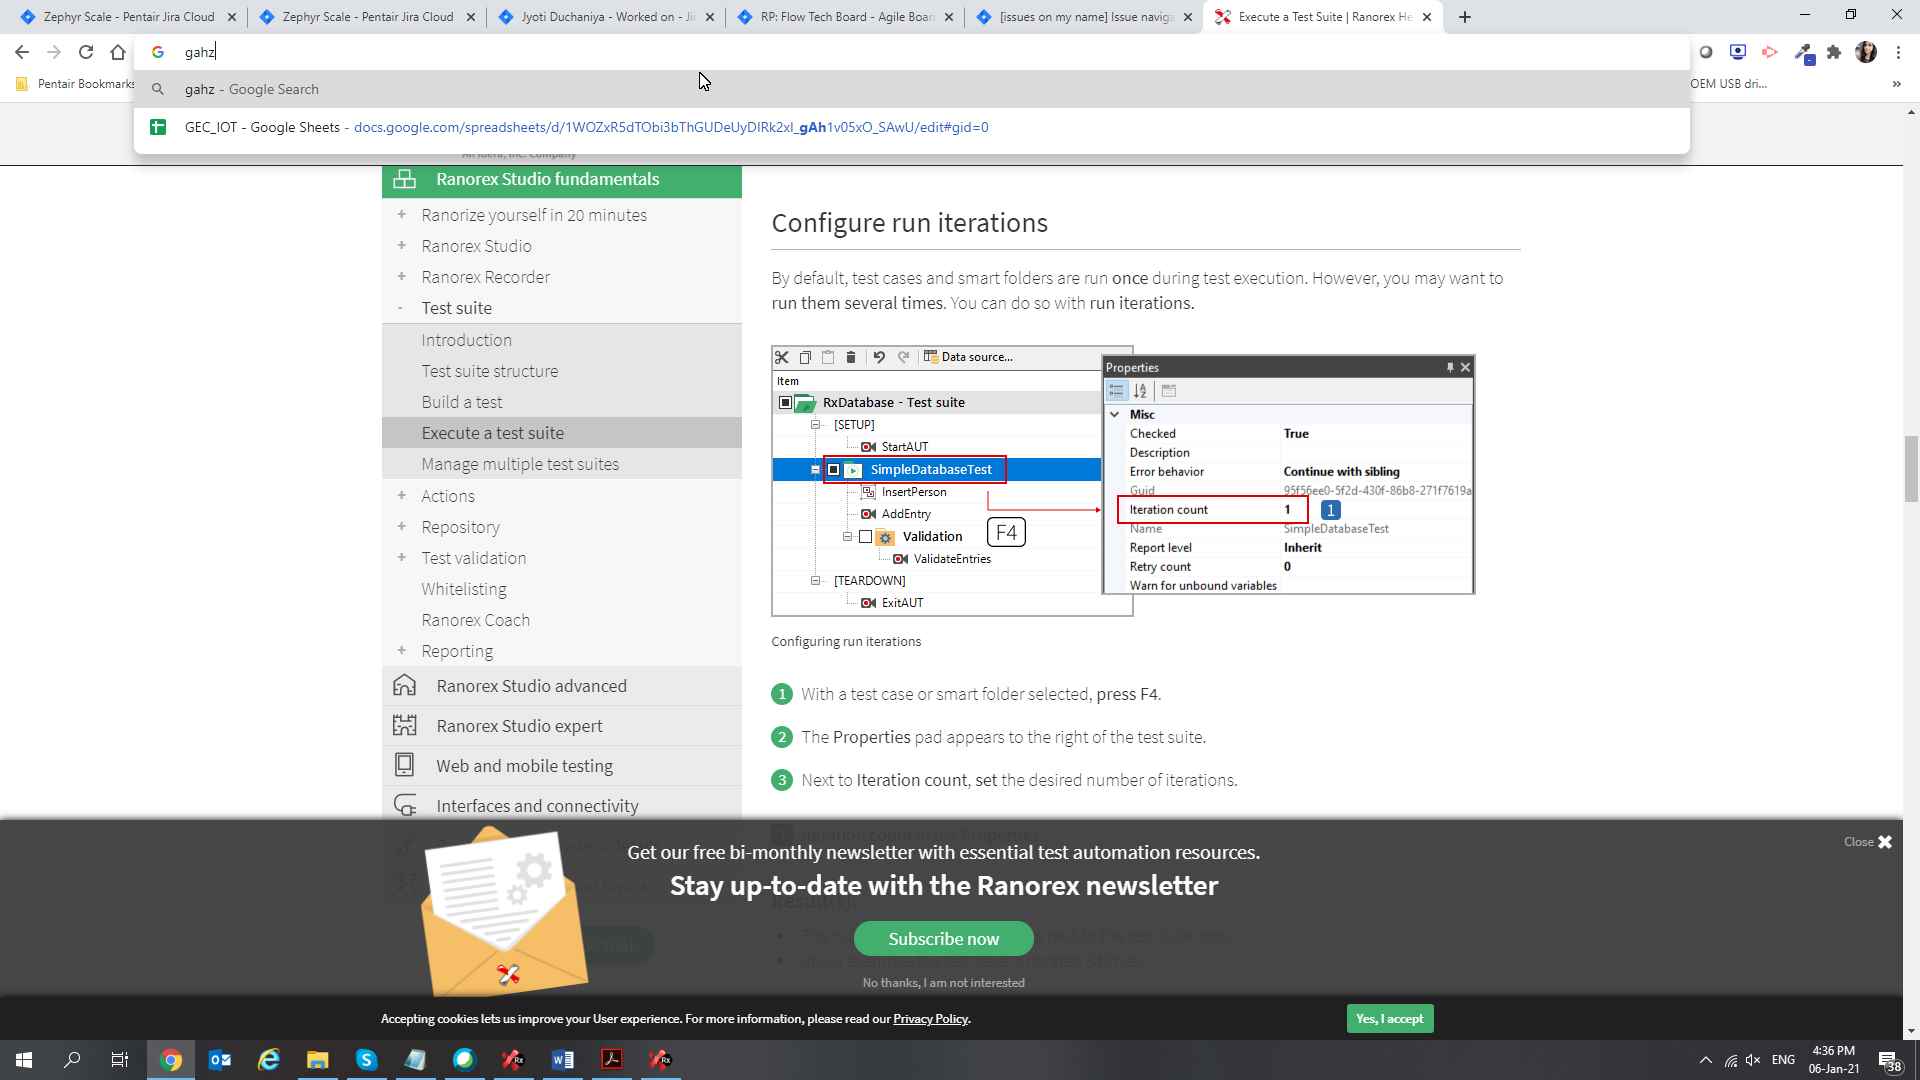 Zephyr Scale - Pentair Jira Cloud
Zephyr Scale - Pentair Jira Cloud
Jyoti Duchaniya - Worked on - Jir
RP: Flow Tech Board - Agile Boar
[issues on my name] Issue naviga
Execute a Test Suite | Ranorex He
gahz
gahz - Google Search
GEC_IOT - Google Sheets - docs.google.com/spreadsheets/d/1WOZxR5dTObi3bThGUDeUyDIRk2xI_gAh1v05xO_SAwU/edit#gid=0
Pentair Bookmarks
OEM USB dri...
»
An Idera, Inc. Company
Ranorex Studio fundamentals
+ Ranorize yourself in 20 minutes
+ Ranorex Studio
+ Ranorex Recorder
- Test suite
Introduction
Test suite structure
Build a test
Execute a test suite
Manage multiple test suites
+ Actions
+ Repository
+ Test validation
Whitelisting
Ranorex Coach
+ Reporting
Ranorex Studio advanced
Ranorex Studio expert
Web and mobile testing
Interfaces and connectivity
Configure run iterations
By default, test cases and smart folders are run once during test execution. However, you may want to
run them several times. You can do so with run iterations.
Data source...
Item
RxDatabase - Test suite
[SETUP]
StartAUT
SimpleDatabaseTest
InsertPerson
AddEntry
Validation
ValidateEntries
[TEARDOWN]
ExitAUT
F4
Properties
Misc
Checked True
Description
Error behavior Continue with sibling
Guid 95f56ee0-5f2d-430f-86b8-271f7619a
Iteration count 1
1
Name SimpleDatabaseTest
Report level Inherit
Retry count 0
Warn for unbound variables
Configuring run iterations
1 With a test case or smart folder selected, press F4.
2 The Properties pad appears to the right of the test suite.
3 Next to Iteration count, set the desired number of iterations.
Close
Get our free bi-monthly newsletter with essential test automation resources.
Stay up-to-date with the Ranorex newsletter
Subscribe now
No thanks, I am not interested
Accepting cookies lets us improve your User experience. For more information, please read our Privacy Policy.
Yes, I accept
ENG
4:36 PM
06-Jan-21
38